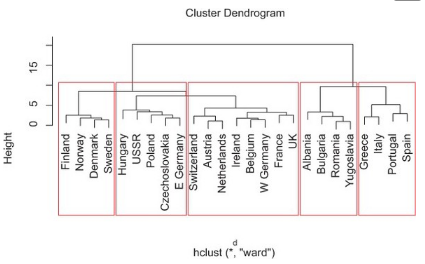 Cluster Dendrogram
Height
15
5
0
Finland
Norway
Denmark
Sweden
Hungary
USSR
Poland
Czechoslovakia
E Germany
Switzerland
Austria
Netherlands
Ireland
Belgium
W Germany
France
UK
Albania
Bulgaria
Romania
Yugoslavia
Greece
Italy
Portugal
Spain
d
hclust (*, "ward")